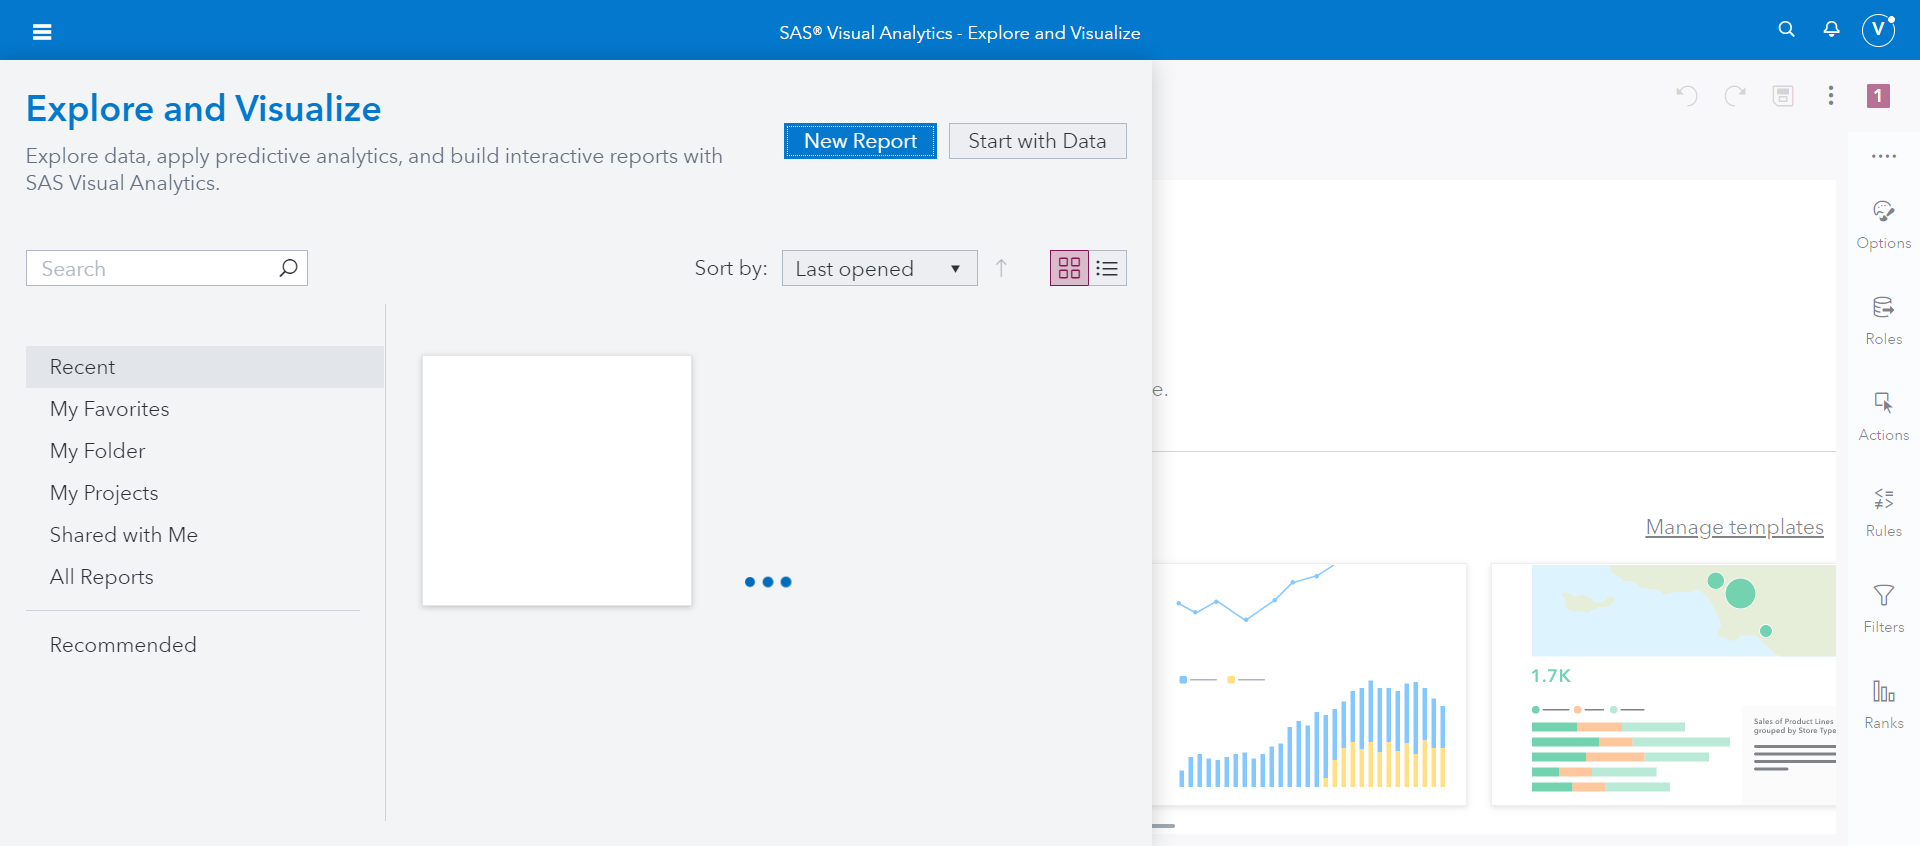 SAS® Visual Analytics - Explore and Visualize
V
Explore and Visualize
Explore data, apply predictive analytics, and build interactive reports with
SAS Visual Analytics.
New Report
Start with Data
1
Search
Sort by:
Last opened
Recent
My Favorites
My Folder
My Projects
Shared with Me
All Reports
Recommended
e.
Manage templates
1.7K
Sales of Product Lines
grouped by Store Type
Options
Roles
Actions
Rules
Filters
Ranks